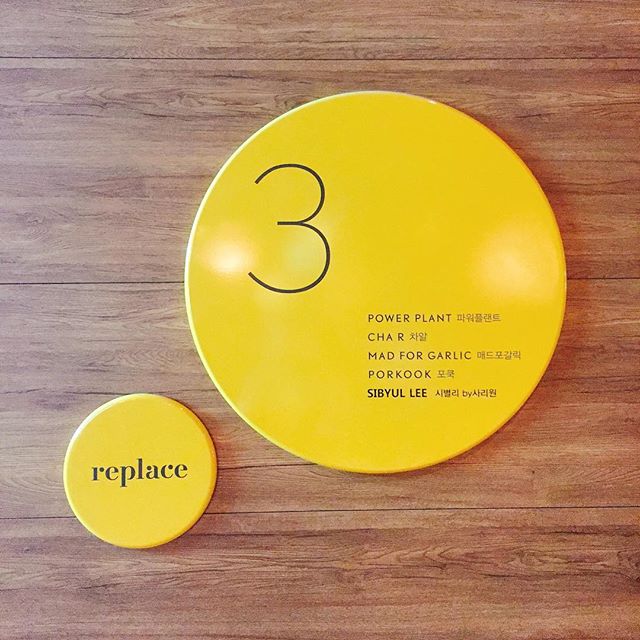 3
POWER PLANT 파워플랜트
CHA R 차알
MAD FOR GARLIC 매드포갈릭
PORKOOK 포쿡
SIBYUL LEE 시별리 by사리원
replace